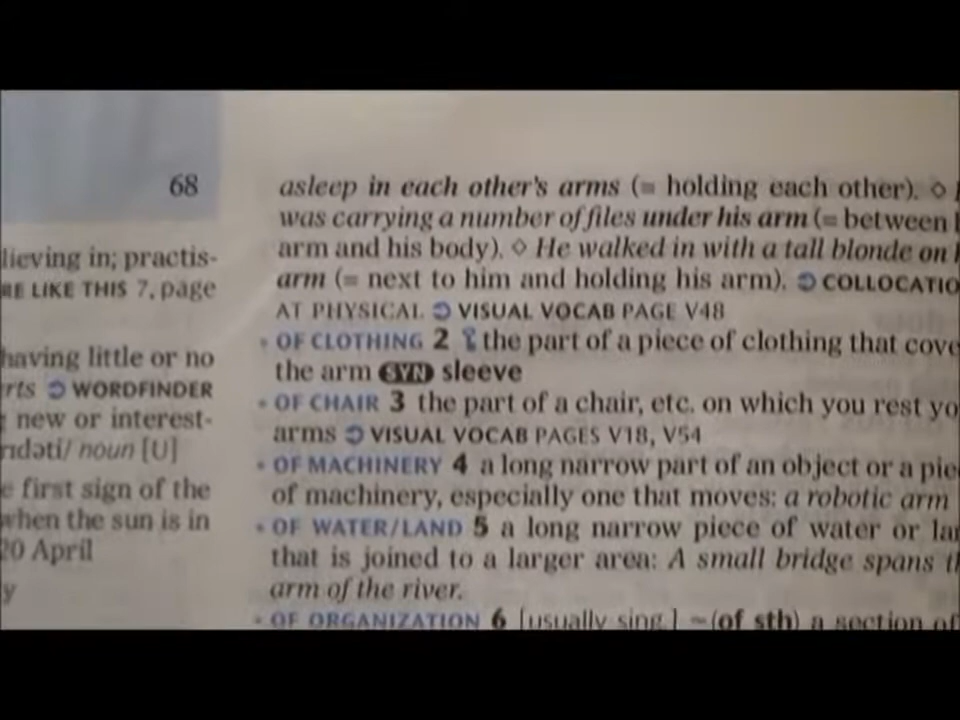 68
lieving in; practis-
RE LIKE THIS 7, page
having little or no
rts ➲ WORDFINDER
new or interest-
rɪdəti/ noun [U]
e first sign of the
when the sun is in
20 April
y
asleep in each other's arms (= holding each other). ◇
was carrying a number of files under his arm (= between
arm and his body). ◇ He walked in with a tall blonde on
arm (= next to him and holding his arm). ➲ COLLOCATIO
AT PHYSICAL ➲ VISUAL VOCAB PAGE V48
• OF CLOTHING 2 the part of a piece of clothing that cove
the arm SYN sleeve
• OF CHAIR 3 the part of a chair, etc. on which you rest yo
arms ➲ VISUAL VOCAB PAGES V18, V54
• OF MACHINERY 4 a long narrow part of an object or a pie
of machinery, especially one that moves: a robotic arm
• OF WATER/LAND 5 a long narrow piece of water or lan
that is joined to a larger area: A small bridge spans th
arm of the river.
• OF ORGANIZATION 6 [usually sing.] ~(of sth) a section of